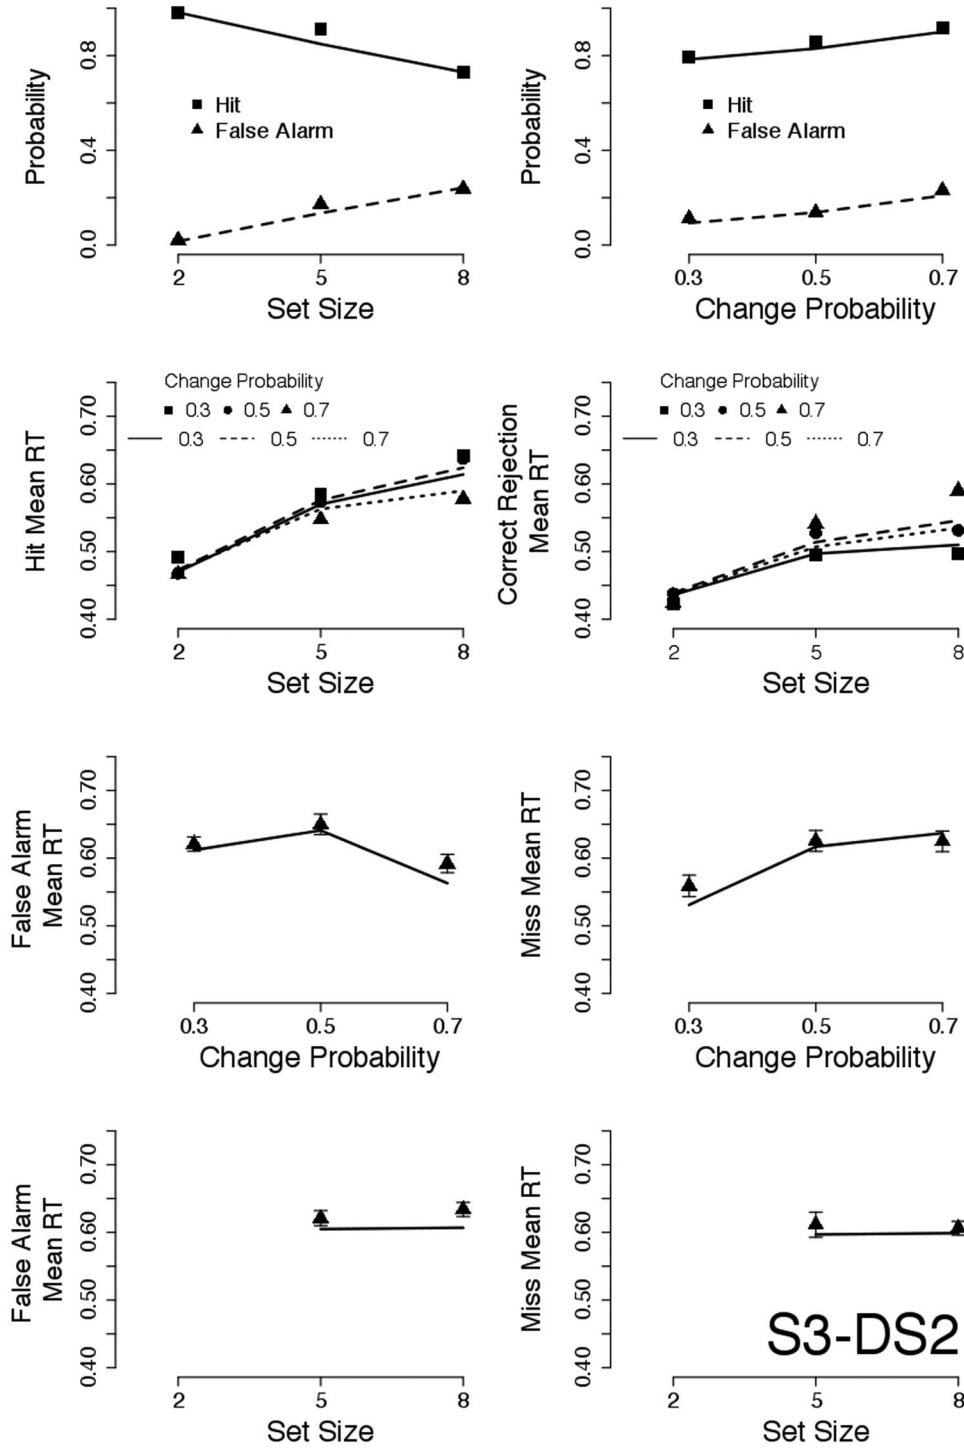 Probability
0.0 0.4 0.8
Hit
False Alarm
2 5 8
Set Size
Probability
0.0 0.4 0.8
Hit
False Alarm
0.3 0.5 0.7
Change Probability
Hit Mean RT
0.40 0.50 0.60 0.70
Change Probability
0.3 0.5 0.7
0.3 0.5 0.7
2 5 8
Set Size
Correct Rejection
Mean RT
0.40 0.50 0.60 0.70
Change Probability
0.3 0.5 0.7
0.3 0.5 0.7
2 5 8
Set Size
False Alarm
Mean RT
0.40 0.50 0.60 0.70
0.3 0.5 0.7
Change Probability
Miss Mean RT
0.40 0.50 0.60 0.70
0.3 0.5 0.7
Change Probability
False Alarm
Mean RT
0.40 0.50 0.60 0.70
2 5 8
Set Size
Miss Mean RT
0.40 0.50 0.60 0.70
S3-DS2
2 5 8
Set Size